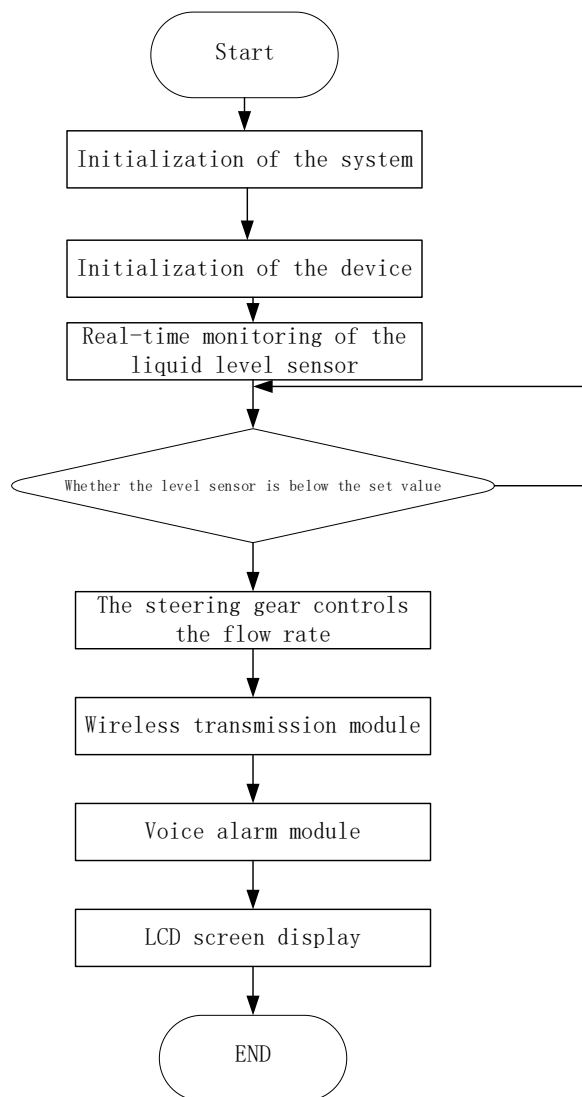 Start
Initialization of the system
Initialization of the device
Real-time monitoring of the
liquid level sensor
Whether the level sensor is below the set value
The steering gear controls
the flow rate
Wireless transmission module
Voice alarm module
LCD screen display
END